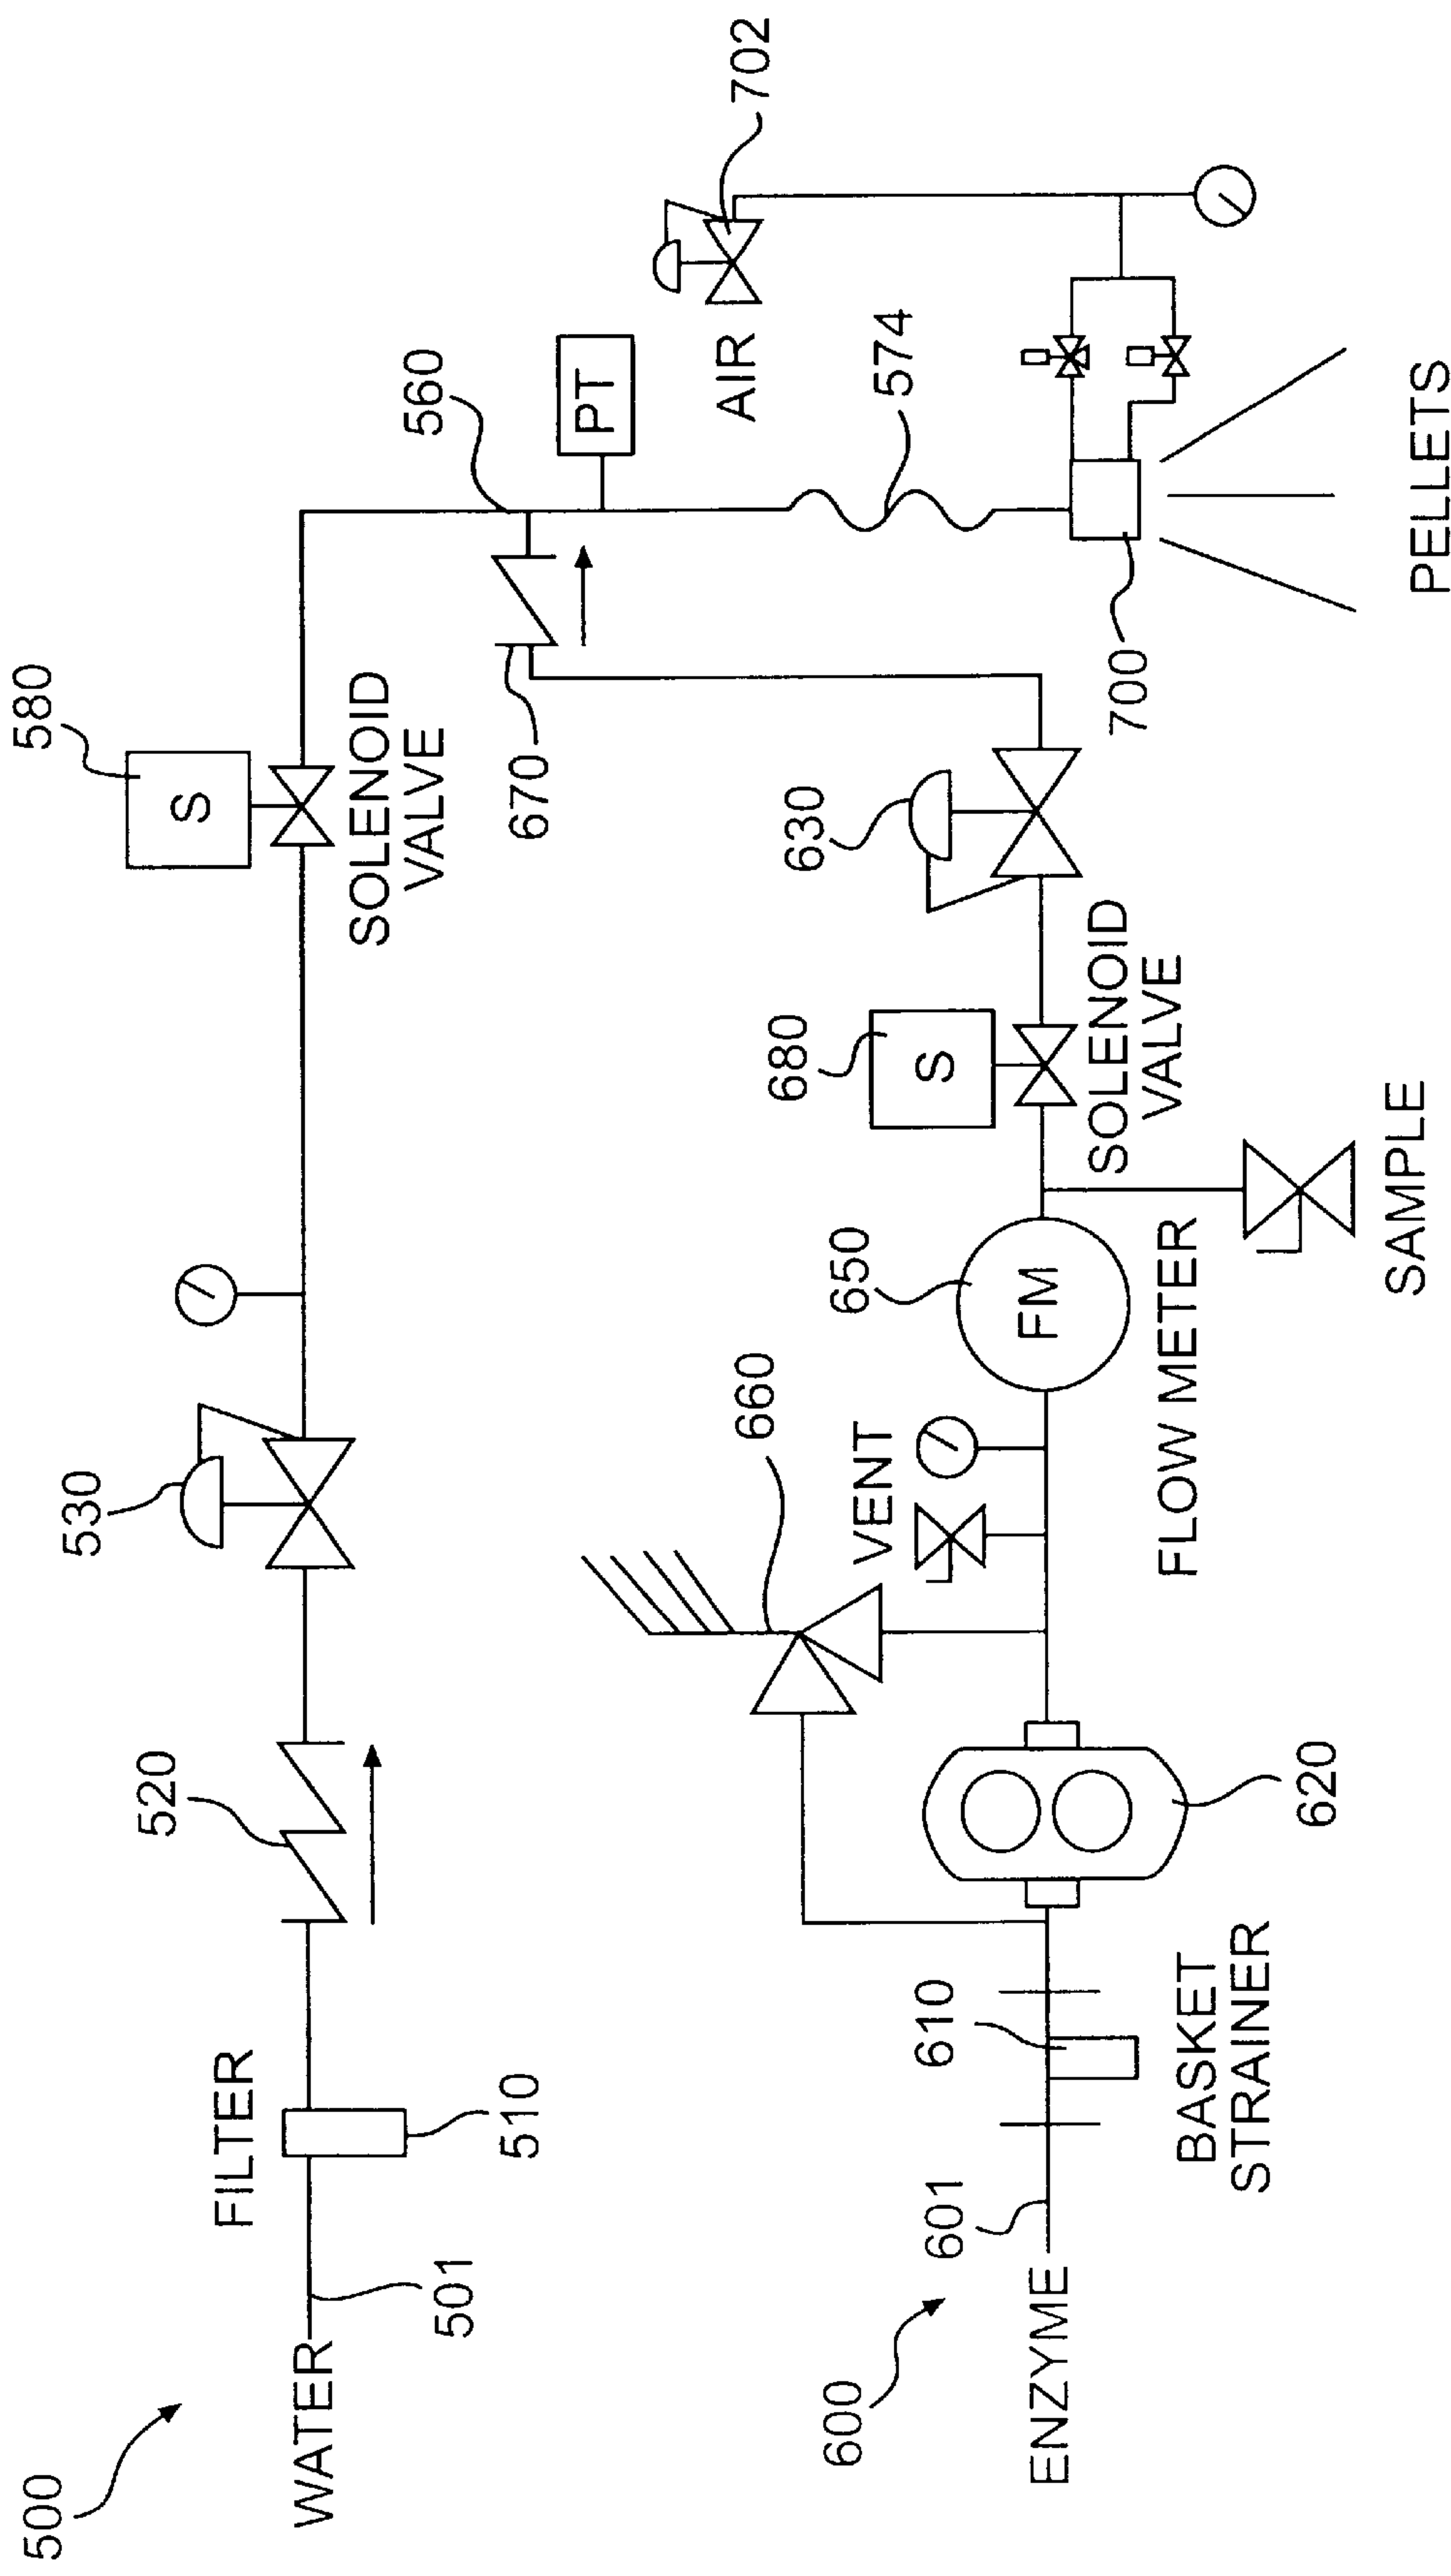 500
WATER
501
FILTER
510
520
530
580
S
SOLENOID
VALVE
560
PT
670
AIR
702
574
700
PELLETS
600
ENZYME
601
610
BASKET
STRAINER
620
660
VENT
650
FM
FLOW METER
SAMPLE
680
S
SOLENOID
VALVE
630